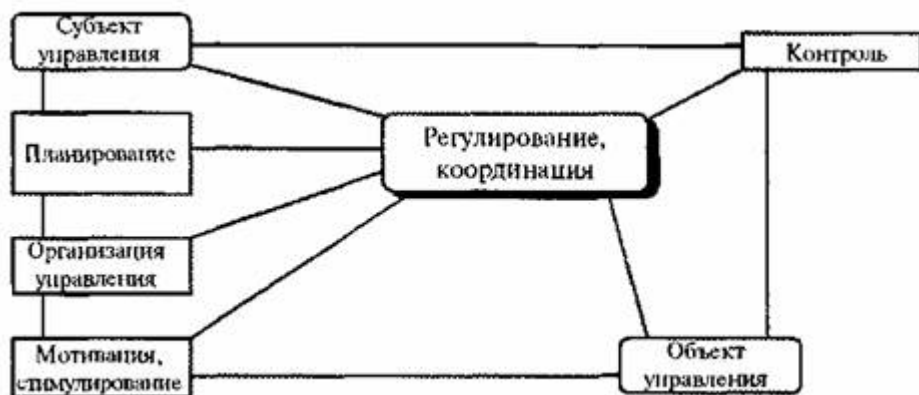 Субъект
управления
Контроль
Планирование
Регулирование,
координация
Организация
управления
Мотивация,
стимулирование
Объект
управления